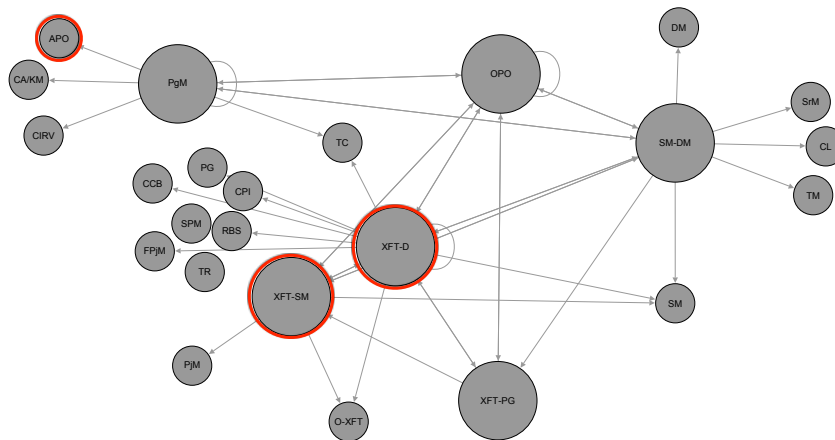 DM
APO
OPO
CA/KM
PgM
SrM
CIRV
TC
SM-DM
CL
PG
CCB
CPI
TM
SPM
RBS
XFT-D
FPjM
TR
XFT-SM
SM
PjM
XFT-PG
O-XFT